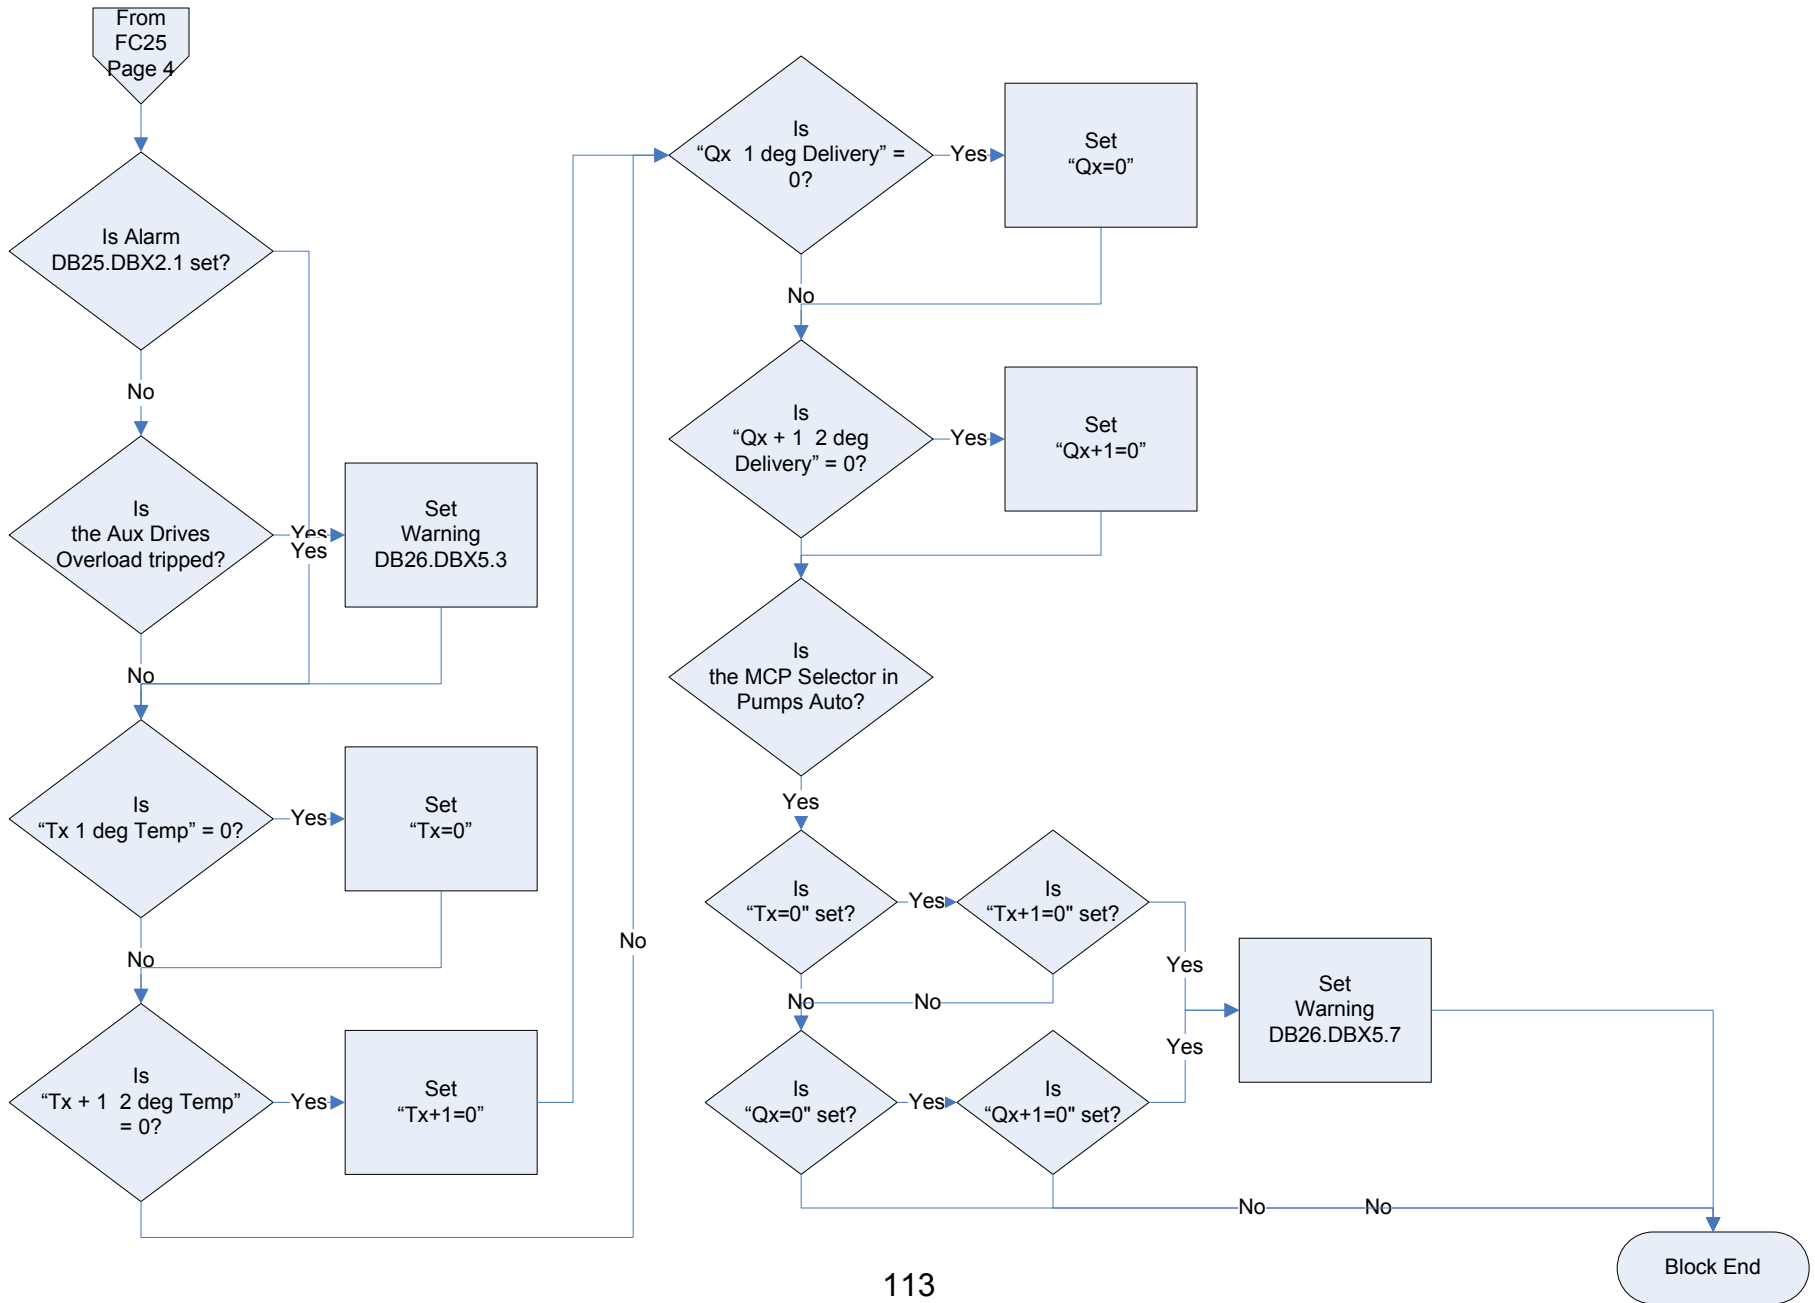 From
FC25
Page 4
Is Alarm
DB25.DBX2.1 set?
No
Is
the Aux Drives
Overload tripped?
Yes
Yes
Set
Warning
DB26.DBX5.3
No
Is
“Tx 1 deg Temp” = 0?
Yes
Set
“Tx=0”
No
Is
“Tx + 1 2 deg Temp”
= 0?
Yes
Set
“Tx+1=0”
No
Is
“Qx 1 deg Delivery” =
0?
Yes
Set
“Qx=0”
No
Is
“Qx + 1 2 deg
Delivery” = 0?
Yes
Set
“Qx+1=0”
Is
the MCP Selector in
Pumps Auto?
Yes
Is
“Tx=0" set?
Yes
Is
“Tx+1=0" set?
Yes
No
No
Set
Warning
DB26.DBX5.7
Yes
Is
“Qx=0" set?
Yes
Is
“Qx+1=0" set?
No
No
Block End
113